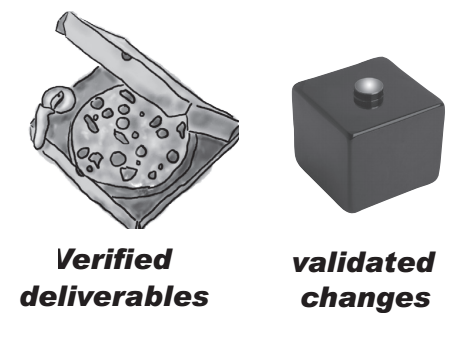 Verified
deliverables
validated
changes